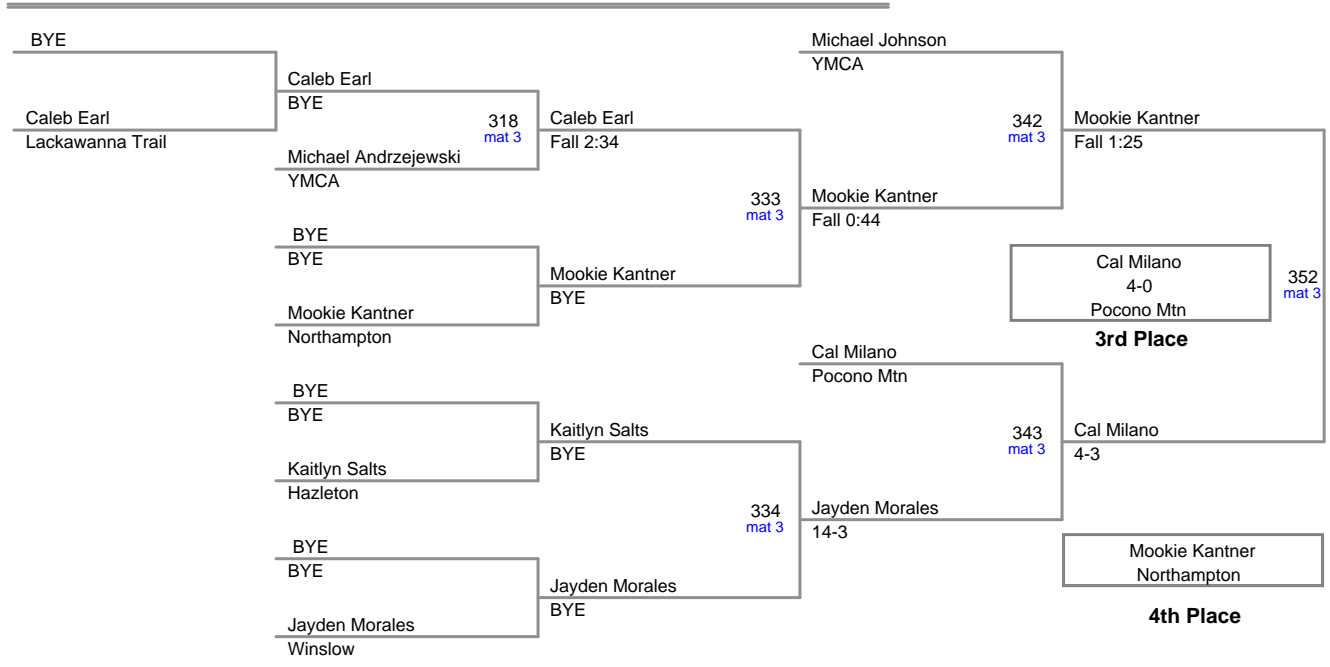 BYE
Caleb Earl
Lackawanna Trail
Caleb Earl
BYE
Michael Andrzejewski
YMCA
318
mat 3
Caleb Earl
Fall 2:34
BYE
BYE
Mookie Kantner
Northampton
Mookie Kantner
BYE
333
mat 3
Mookie Kantner
Fall 0:44
Michael Johnson
YMCA
342
mat 3
Mookie Kantner
Fall 1:25
BYE
BYE
Kaitlyn Salts
Hazleton
Kaitlyn Salts
BYE
BYE
BYE
Jayden Morales
Winslow
Jayden Morales
BYE
334
mat 3
Jayden Morales
14-3
Cal Milano
Pocono Mtn
343
mat 3
Cal Milano
4-3
352
mat 3
Cal Milano
4-0
Pocono Mtn
3rd Place
Mookie Kantner
Northampton
4th Place